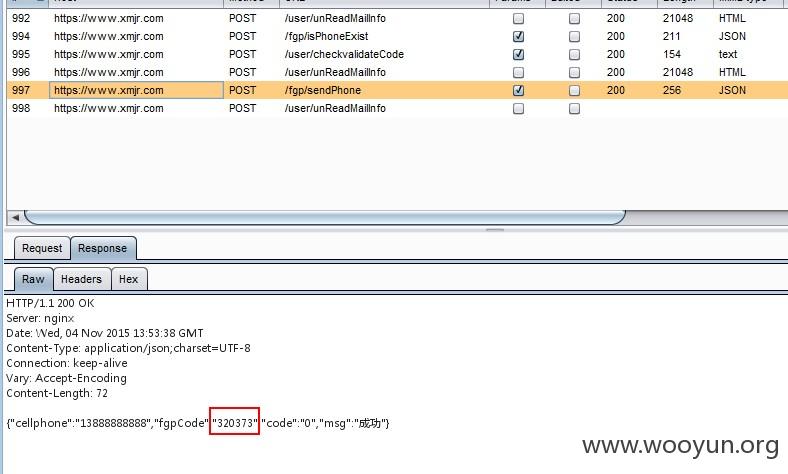 992 https://www.xmjr.com POST /user/unReadMailInfo 200 21048 HTML
994 https://www.xmjr.com POST /fgp/isPhoneExist 200 211 JSON
995 https://www.xmjr.com POST /user/checkvalidateCode 200 154 text
996 https://www.xmjr.com POST /user/unReadMailInfo 200 21048 HTML
997 https://www.xmjr.com POST /fgp/sendPhone 200 256 JSON
998 https://www.xmjr.com POST /user/unReadMailInfo
Request Response
Raw Headers Hex
HTTP/1.1 200 OK
Server: nginx
Date: Wed, 04 Nov 2015 13:53:38 GMT
Content-Type: application/json;charset=UTF-8
Connection: keep-alive
Vary: Accept-Encoding
Content-Length: 72
{"cellphone":"13888888888","fgpCode":"320373","code":"0","msg":"成功"}
www.wooyun.org